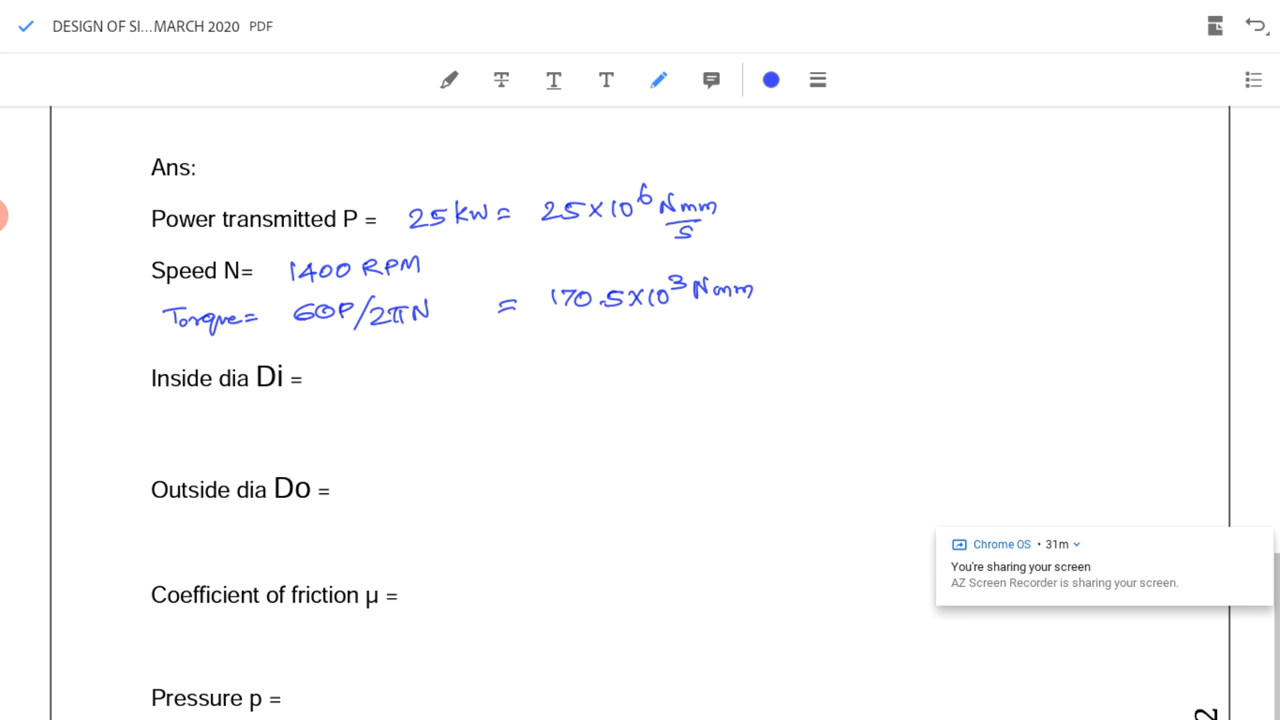 DESIGN OF SI...MARCH 2020 PDF
Ans:
Power transmitted P = 25 kW = 25 × 10^6 Nmm/s
Speed N= 1400 RPM
Torque= 60P/2πN = 170.5×10^3 Nmm
Inside dia Di =
Outside dia Do =
Chrome OS • 31m
You're sharing your screen
AZ Screen Recorder is sharing your screen.
Coefficient of friction μ =
Pressure p =
2